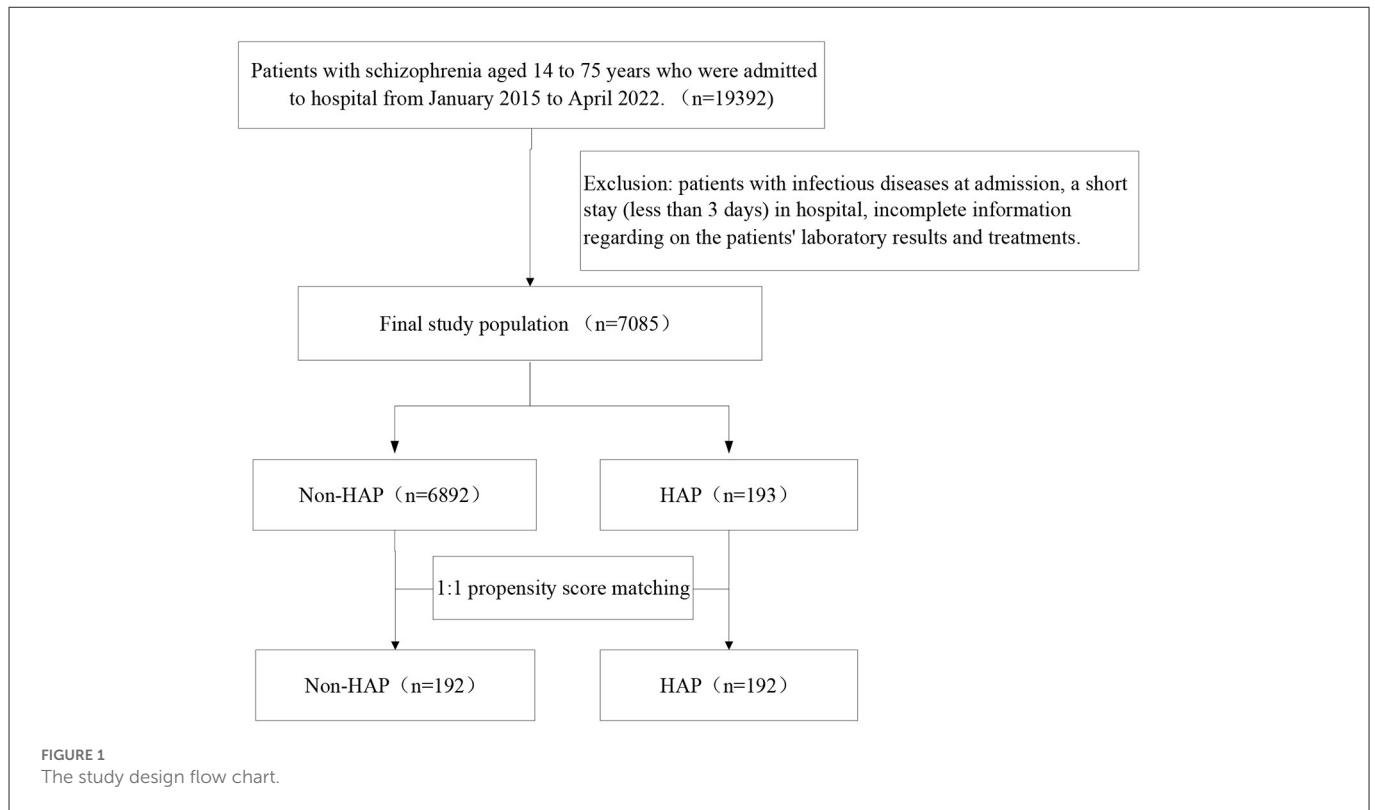 Patients with schizophrenia aged 14 to 75 years who were admitted
to hospital from January 2015 to April 2022. （n=19392)
Exclusion: patients with infectious diseases at admission, a short
stay (less than 3 days) in hospital, incomplete information
regarding on the patients' laboratory results and treatments.
Final study population （n=7085）
Non-HAP（n=6892）
HAP（n=193）
1:1 propensity score matching
Non-HAP（n=192）
HAP（n=192）
FIGURE 1
The study design flow chart.